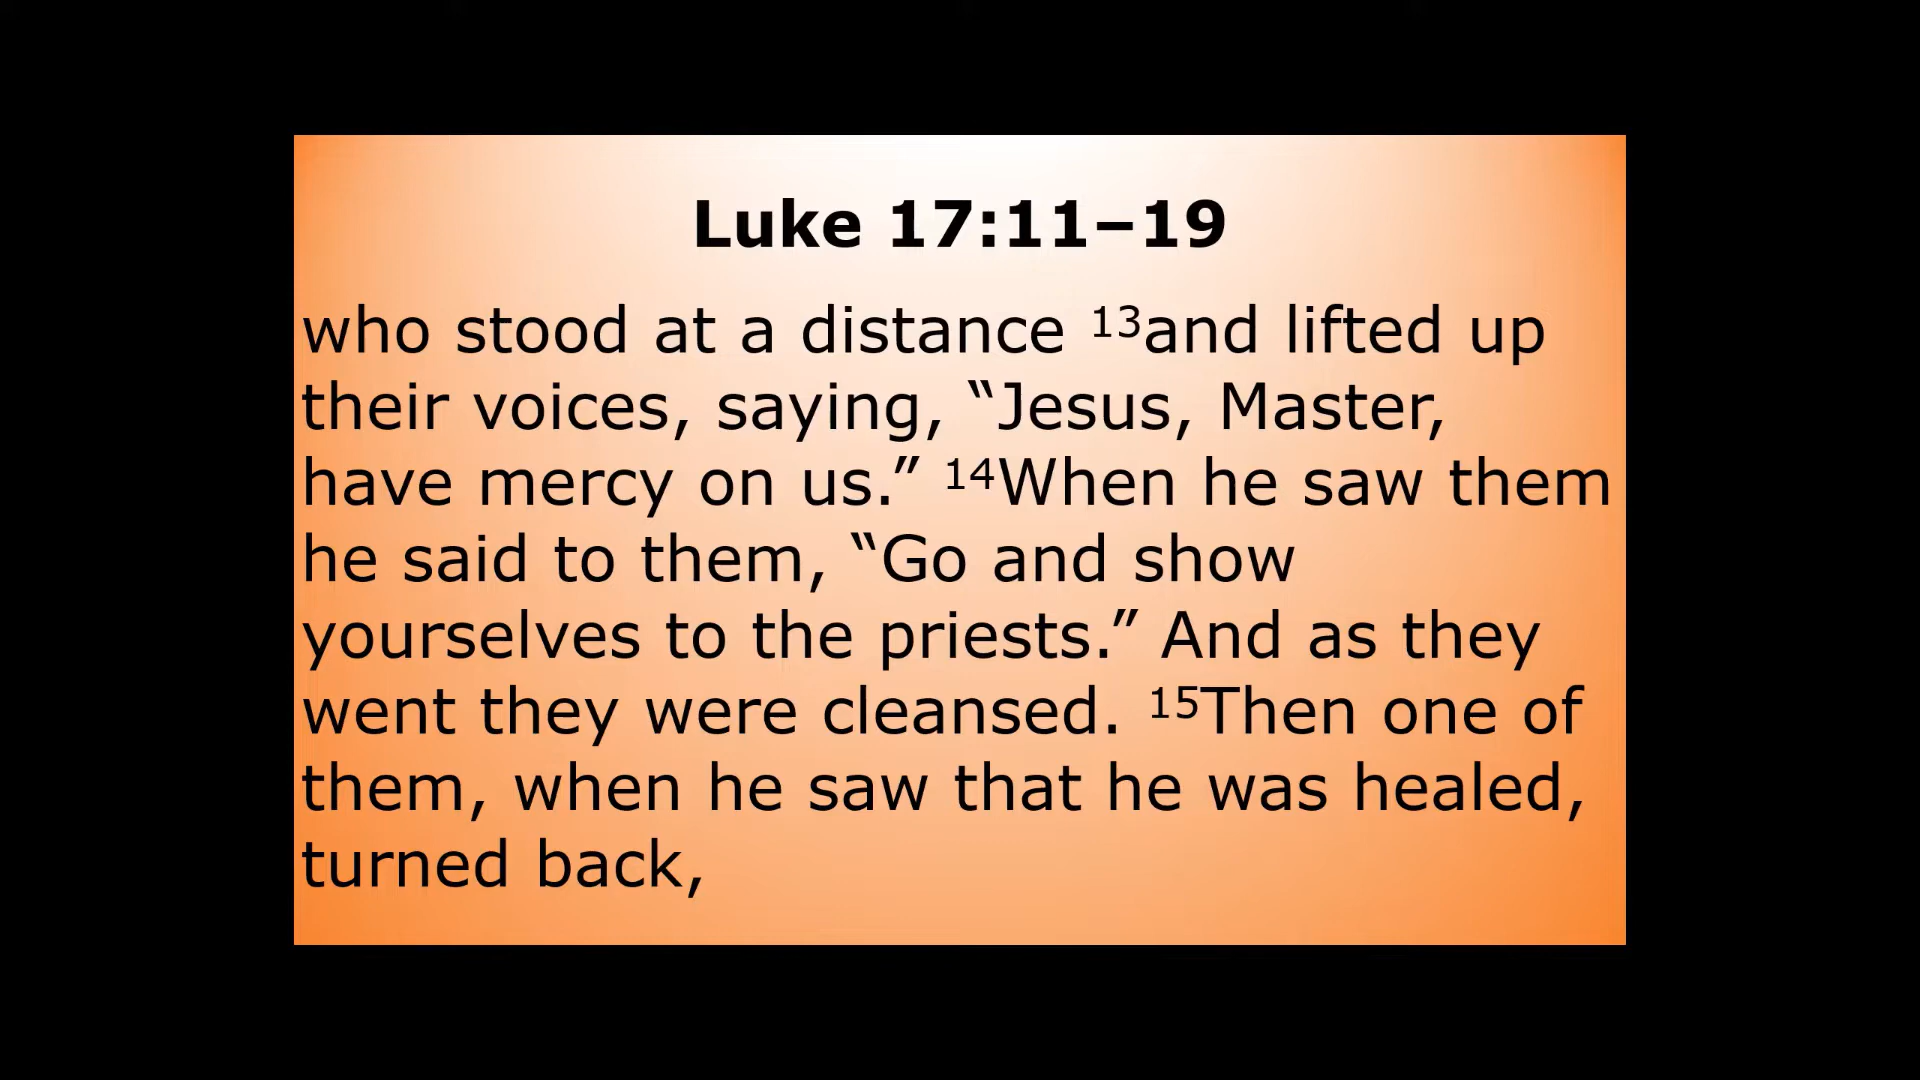 Luke 17:11–19
who stood at a distance ¹³and lifted up
their voices, saying, “Jesus, Master,
have mercy on us.” ¹⁴When he saw them
he said to them, “Go and show
yourselves to the priests.” And as they
went they were cleansed. ¹⁵Then one of
them, when he saw that he was healed,
turned back,